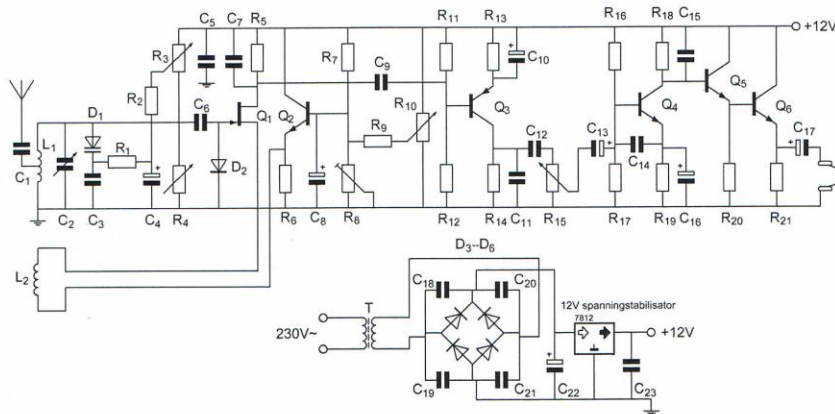 C5 C7 R5 R11 R13 R16 R18 C15 +12V
R3 R7 C9 C10
R2 R10 Q5
D1 C6 Q1 Q2 Q3 Q4 Q6
L1 R9 C12 C13 C17
R1 C14
C1 D2
C2 C3 C4 R4 R6 C8 R8 R12 R14 C11 R15 R17 R19 C16 R20 R21
L2 D3--D6
C18 C20 12V spanningstabilisator
T 7812
230V~ +12V
C19 C21 C22 C23